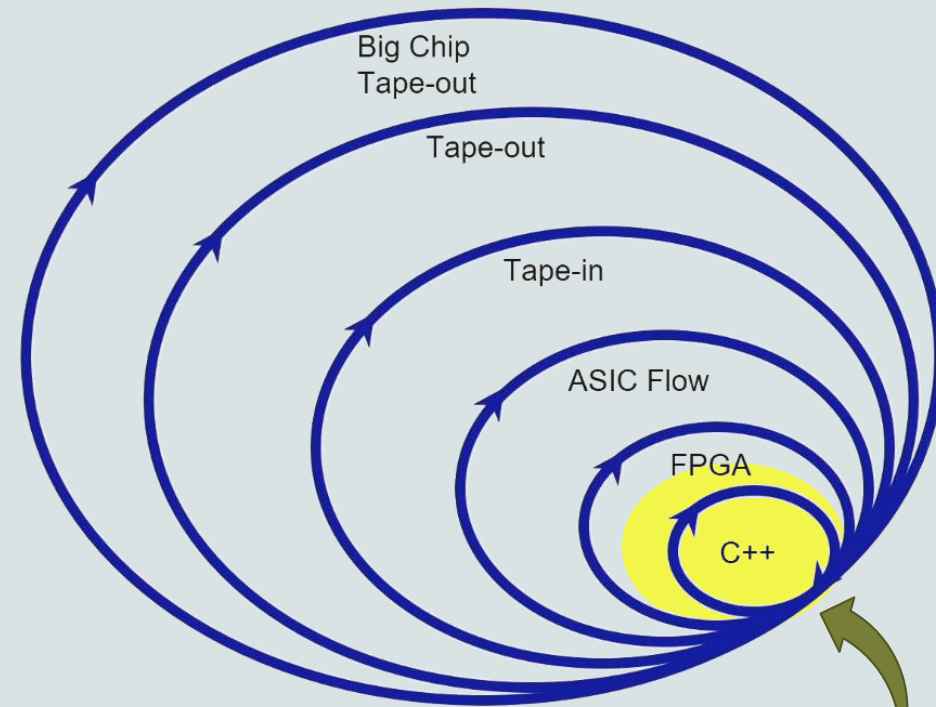 Big Chip
Tape-out
Tape-out
Tape-in
ASIC Flow
FPGA
C++